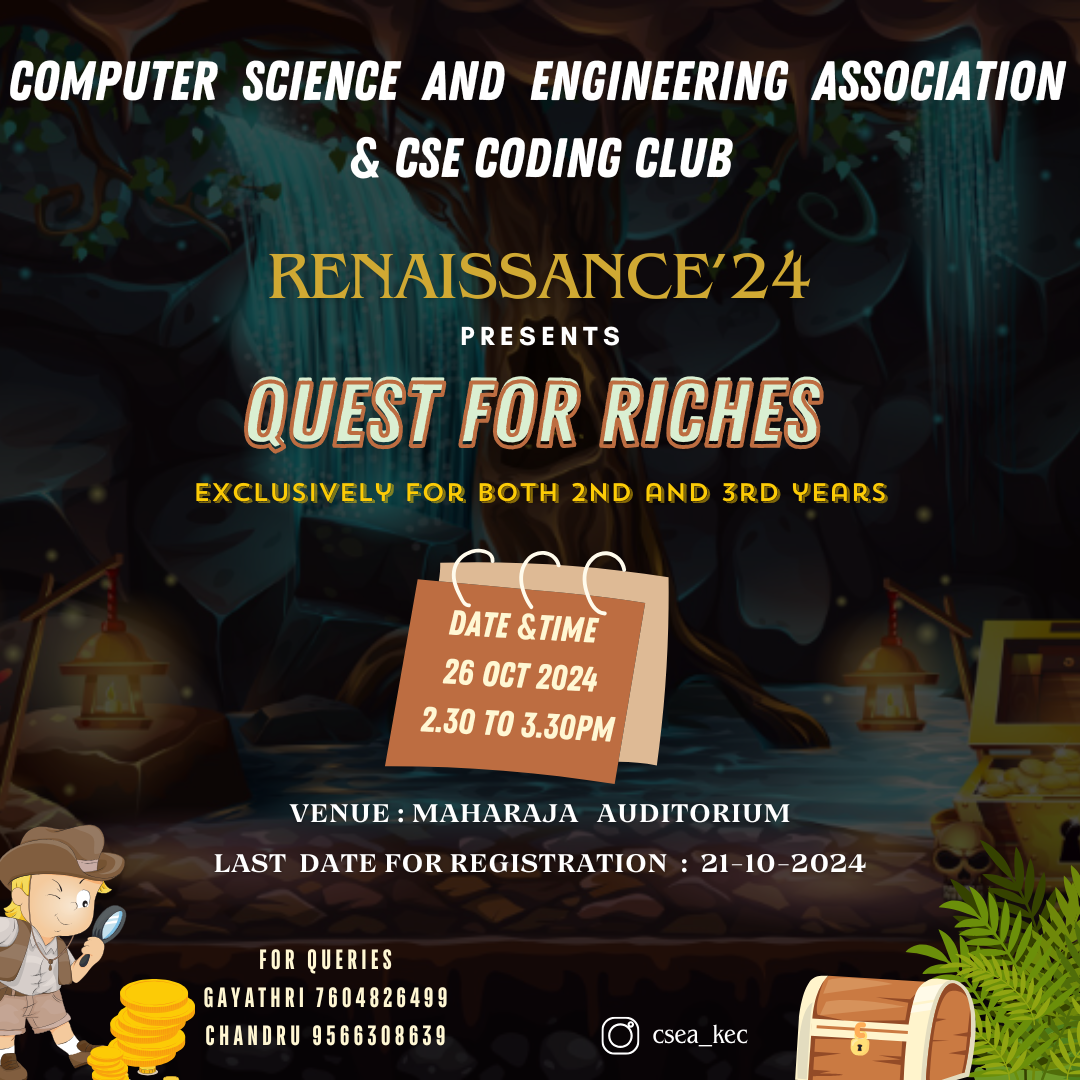 COMPUTER SCIENCE AND ENGINEERING ASSOCIATION
& CSE CODING CLUB
RENAISSANCE'24
PRESENTS
QUEST FOR RICHES
EXCLUSIVELY FOR BOTH 2ND AND 3RD YEARS
DATE &TIME
26 OCT 2024
2.30 TO 3.30PM
VENUE : MAHARAJA AUDITORIUM
LAST DATE FOR REGISTRATION : 21-10-2024
FOR QUERIES
GAYATHRI 7604826499
CHANDRU 9566308639
csea_kec